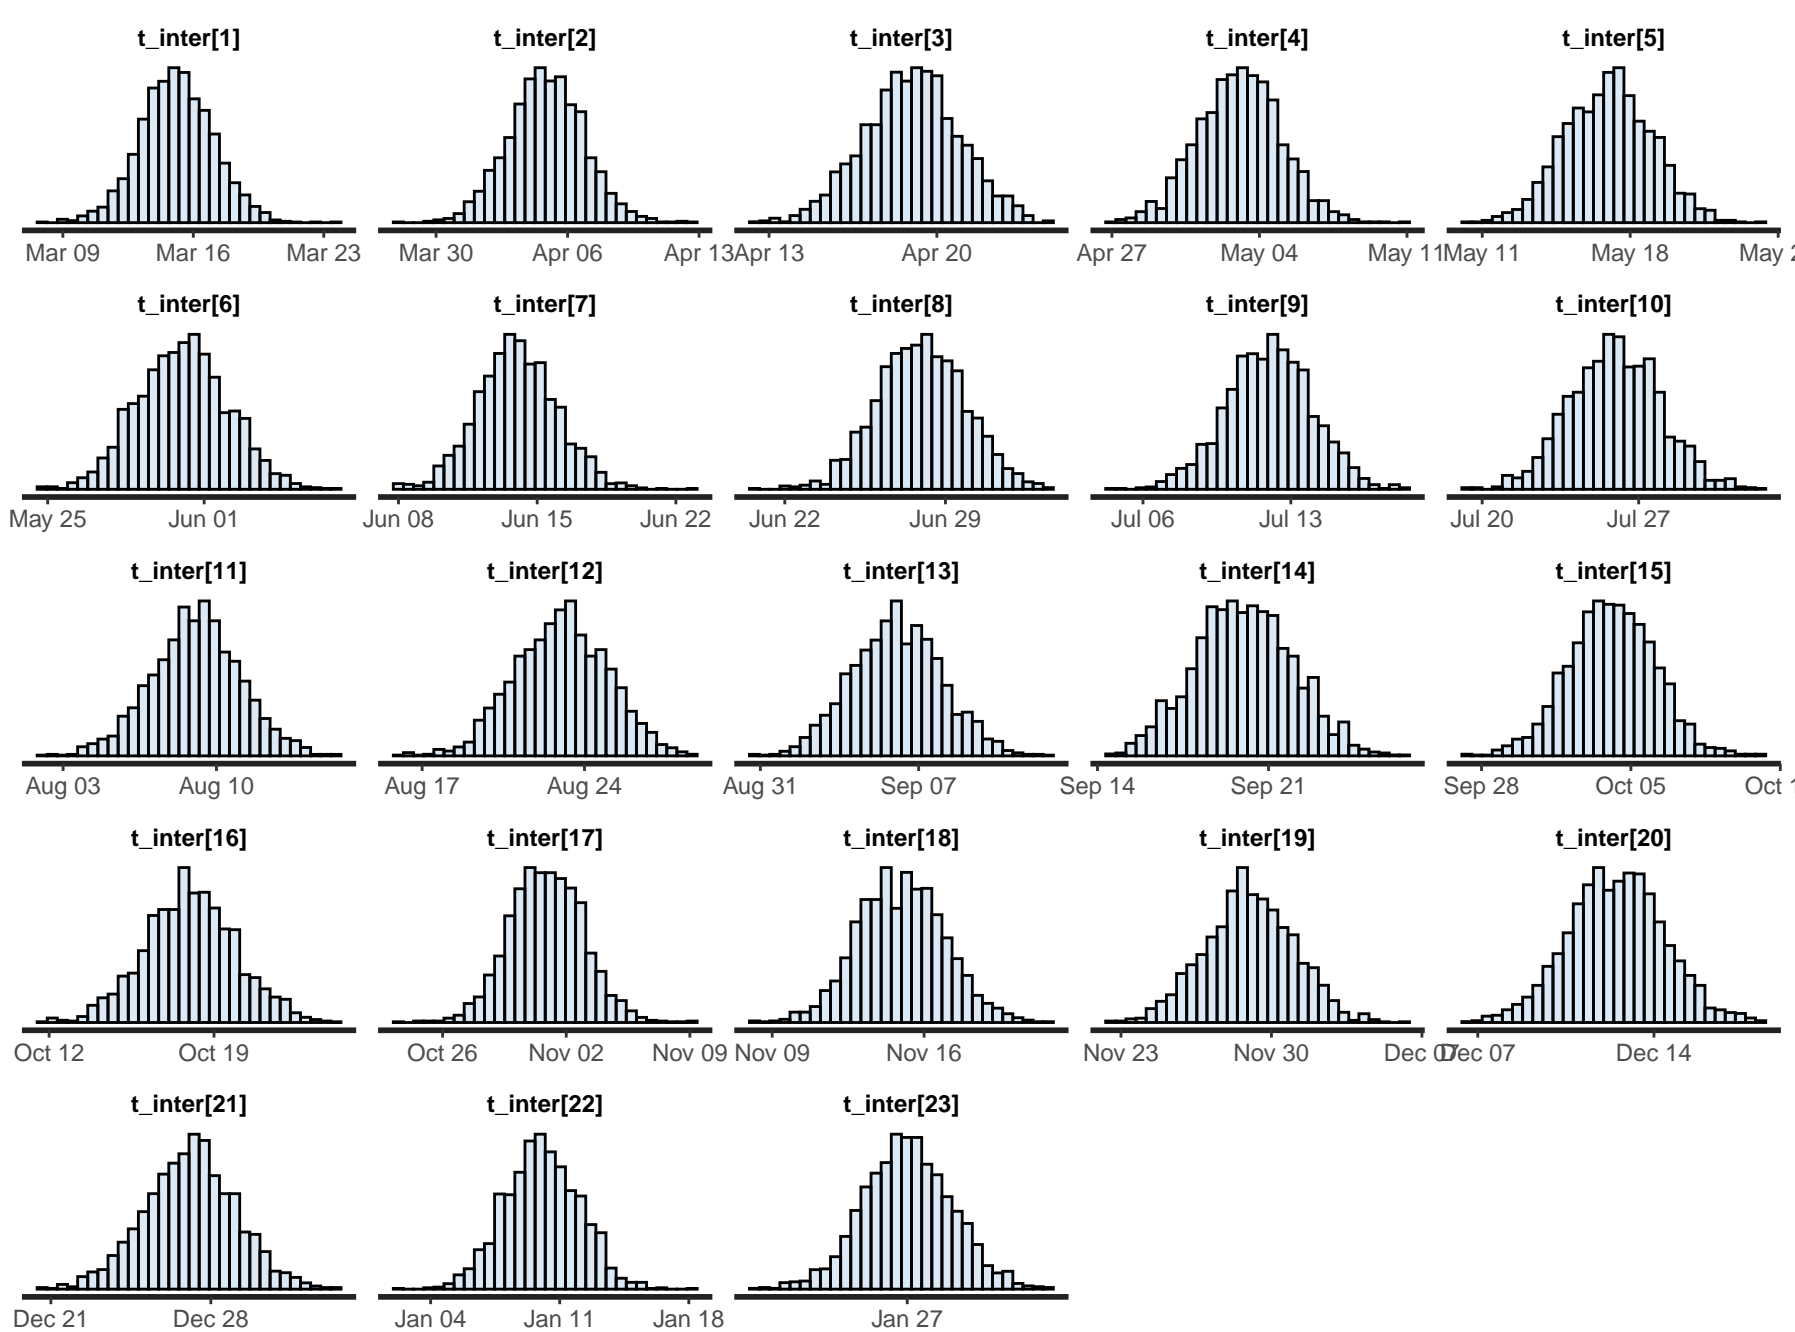 t_inter[1] t_inter[2] t_inter[3] t_inter[4] t_inter[5]
Mar 09 Mar 16 Mar 23 Mar 30 Apr 06 Apr 13 Apr 13 Apr 20 Apr 27 May 04 May 11 May 11 May 18 May
t_inter[6] t_inter[7] t_inter[8] t_inter[9] t_inter[10]
May 25 Jun 01 Jun 08 Jun 15 Jun 22 Jun 22 Jun 29 Jul 06 Jul 13 Jul 20 Jul 27
t_inter[11] t_inter[12] t_inter[13] t_inter[14] t_inter[15]
Aug 03 Aug 10 Aug 17 Aug 24 Aug 31 Sep 07 Sep 14 Sep 21 Sep 28 Oct 05 Oct
t_inter[16] t_inter[17] t_inter[18] t_inter[19] t_inter[20]
Oct 12 Oct 19 Oct 26 Nov 02 Nov 09 Nov 09 Nov 16 Nov 23 Nov 30 Dec 07 Dec 07 Dec 14
t_inter[21] t_inter[22] t_inter[23]
Dec 21 Dec 28 Jan 04 Jan 11 Jan 18 Jan 27